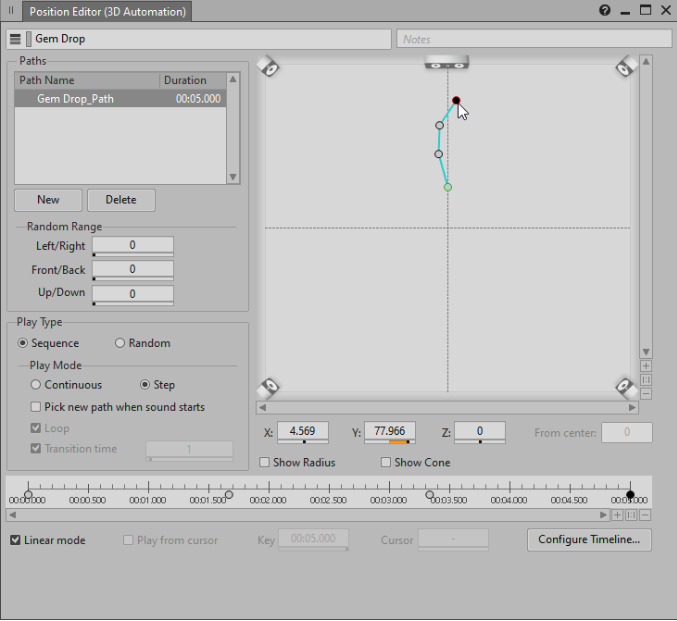 Position Editor (3D Automation)
Gem Drop
Notes
Paths
Path Name Duration
Gem Drop_Path 00:05.000
New Delete
Random Range
Left/Right 0
Front/Back 0
Up/Down 0
Play Type
Sequence Random
Play Mode
Continuous Step
Pick new path when sound starts
Loop
Transition time 1
X: 4.569 Y: 77.966 Z: 0 From center: 0
Show Radius Show Cone
00:00.000 00:00.500 00:01.000 00:01.500 00:02.000 00:02.500 00:03.000 00:03.500 00:04.000 00:04.500 00:05.000
Linear mode Play from cursor Key 00:05.000 Cursor - Configure Timeline...